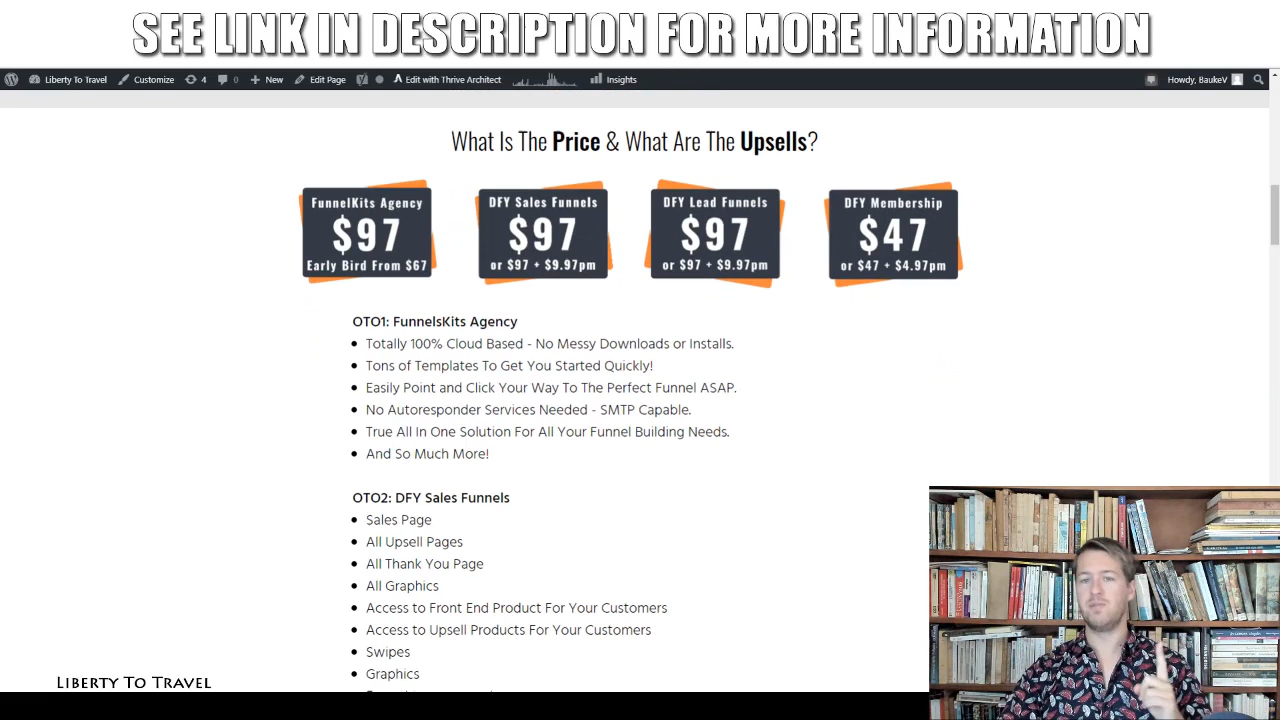 SEE LINK IN DESCRIPTION FOR MORE INFORMATION
Liberty To Travel Customize 4 0 New Edit Page Edit with Thrive Architect Insights Howdy, BaukeV
What Is The Price & What Are The Upsells?
FunnelKits Agency
$97
Early Bird From $67
DFY Sales Funnels
$97
or $97 + $9.97pm
DFY Lead Funnels
$97
or $97 + $9.97pm
DFY Membership
$47
or $47 + $4.97pm
OTO1: FunnelsKits Agency
Totally 100% Cloud Based - No Messy Downloads or Installs.
Tons of Templates To Get You Started Quickly!
Easily Point and Click Your Way To The Perfect Funnel ASAP.
No Autoresponder Services Needed - SMTP Capable.
True All In One Solution For All Your Funnel Building Needs.
And So Much More!
OTO2: DFY Sales Funnels
Sales Page
All Upsell Pages
All Thank You Page
All Graphics
Access to Front End Product For Your Customers
Access to Upsell Products For Your Customers
Swipes
Graphics
LIBERTY TO TRAVEL